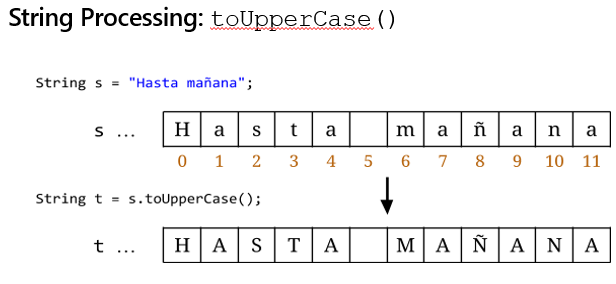 String Processing: toUpperCase()
String s = "Hasta mañana";
s ... H a s t a m a ñ a n a
0 1 2 3 4 5 6 7 8 9 10 11
String t = s.toUpperCase();
t ... H A S T A M A Ñ A N A